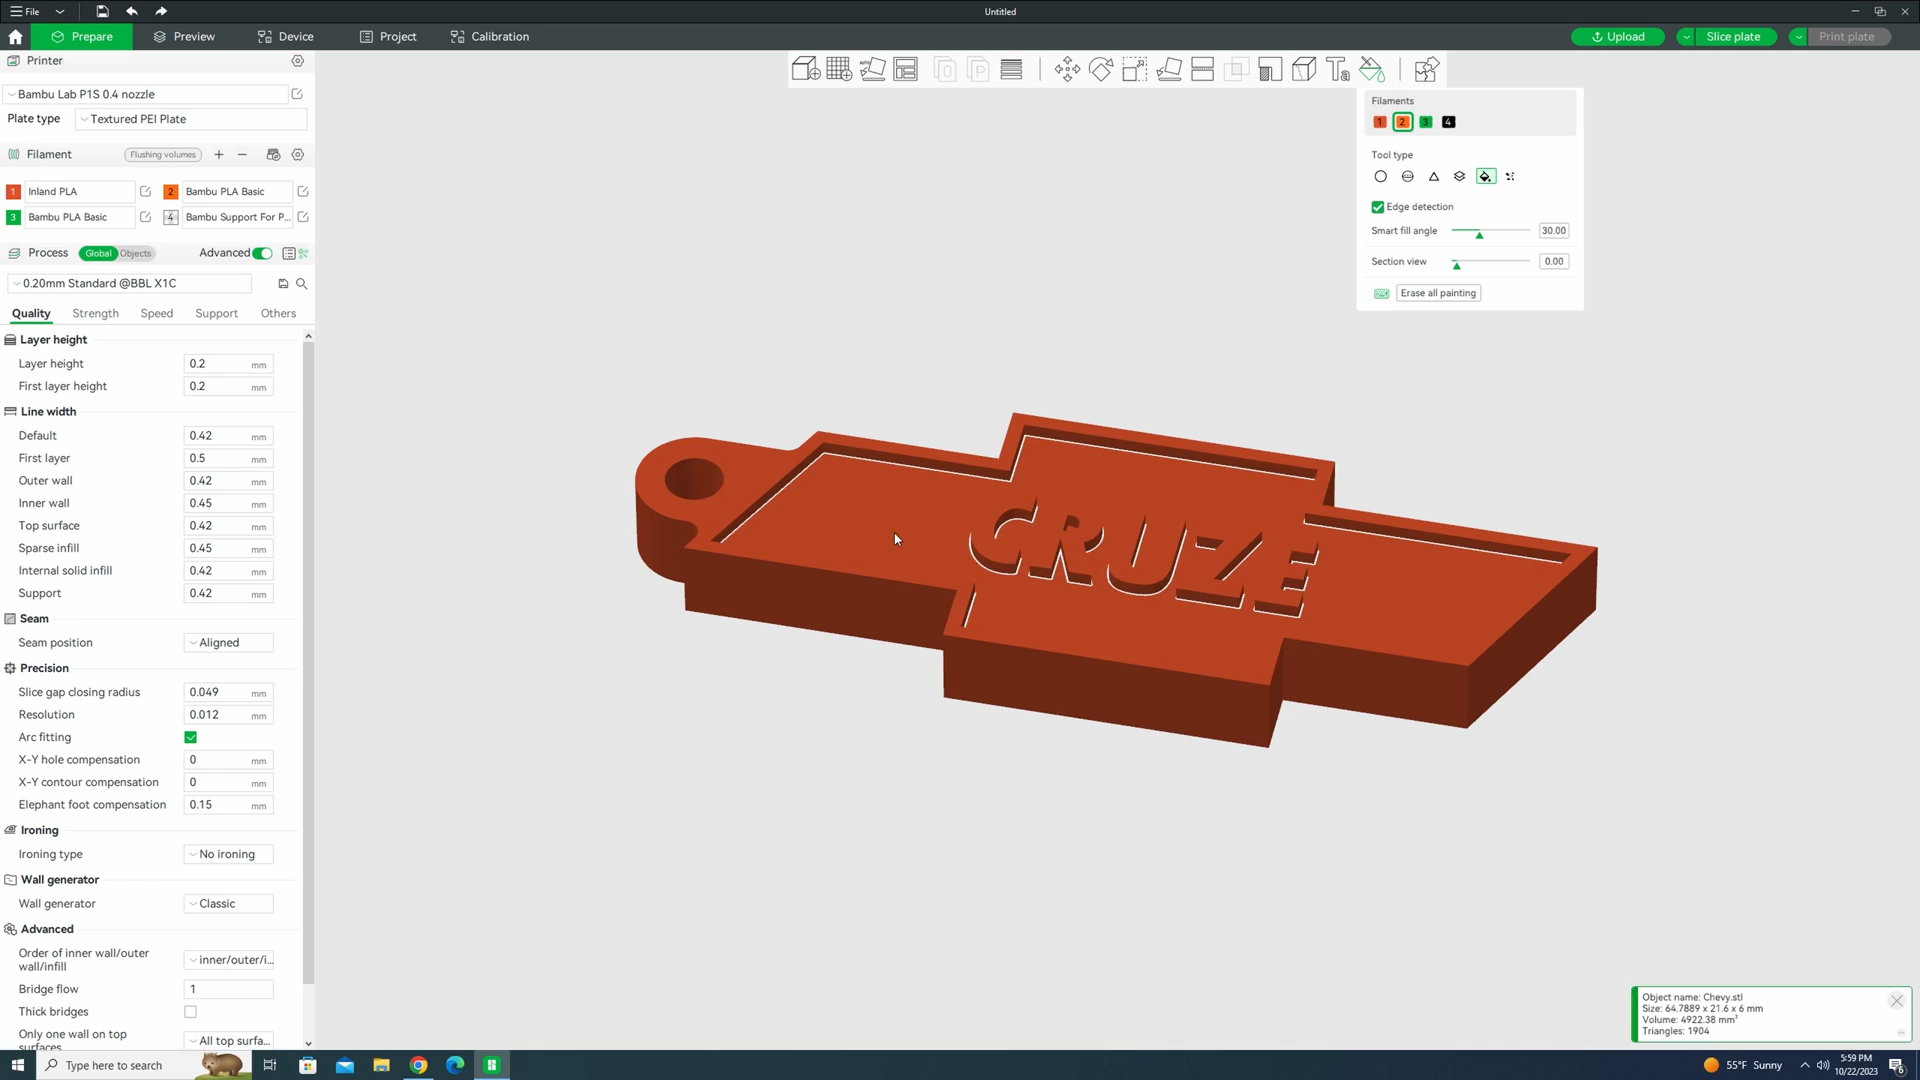 File
Untitled
Prepare
Preview
Device
Project
Calibration
Upload
Slice plate
Print plate
Printer
Bambu Lab P1S 0.4 nozzle
Plate type
Textured PEI Plate
Filament
Flushing volumes
1 Inland PLA
2 Bambu PLA Basic
3 Bambu PLA Basic
4 Bambu Support For P...
Process
Global
Objects
Advanced
0.20mm Standard @BBL X1C
Quality
Strength
Speed
Support
Others
Layer height
Layer height 0.2 mm
First layer height 0.2 mm
Line width
Default 0.42 mm
First layer 0.5 mm
Outer wall 0.42 mm
Inner wall 0.45 mm
Top surface 0.42 mm
Sparse infill 0.45 mm
Internal solid infill 0.42 mm
Support 0.42 mm
Seam
Seam position Aligned
Precision
Slice gap closing radius 0.049 mm
Resolution 0.012 mm
Arc fitting
X-Y hole compensation 0 mm
X-Y contour compensation 0 mm
Elephant foot compensation 0.15 mm
Ironing
Ironing type No ironing
Wall generator
Wall generator Classic
Advanced
Order of inner wall/outer
wall/infill inner/outer/i...
Bridge flow 1
Thick bridges
Only one wall on top
surfaces All top surfa...
Filaments
1 2 3 4
Tool type
Edge detection
Smart fill angle 30.00
Section view 0.00
Erase all painting
CRUZE
Object name: Chevy.stl
Size: 64.7889 x 21.6 x 6 mm
Volume: 4922.38 mm³
Triangles: 1904
Type here to search
55°F Sunny
5:59 PM
10/22/2023
6